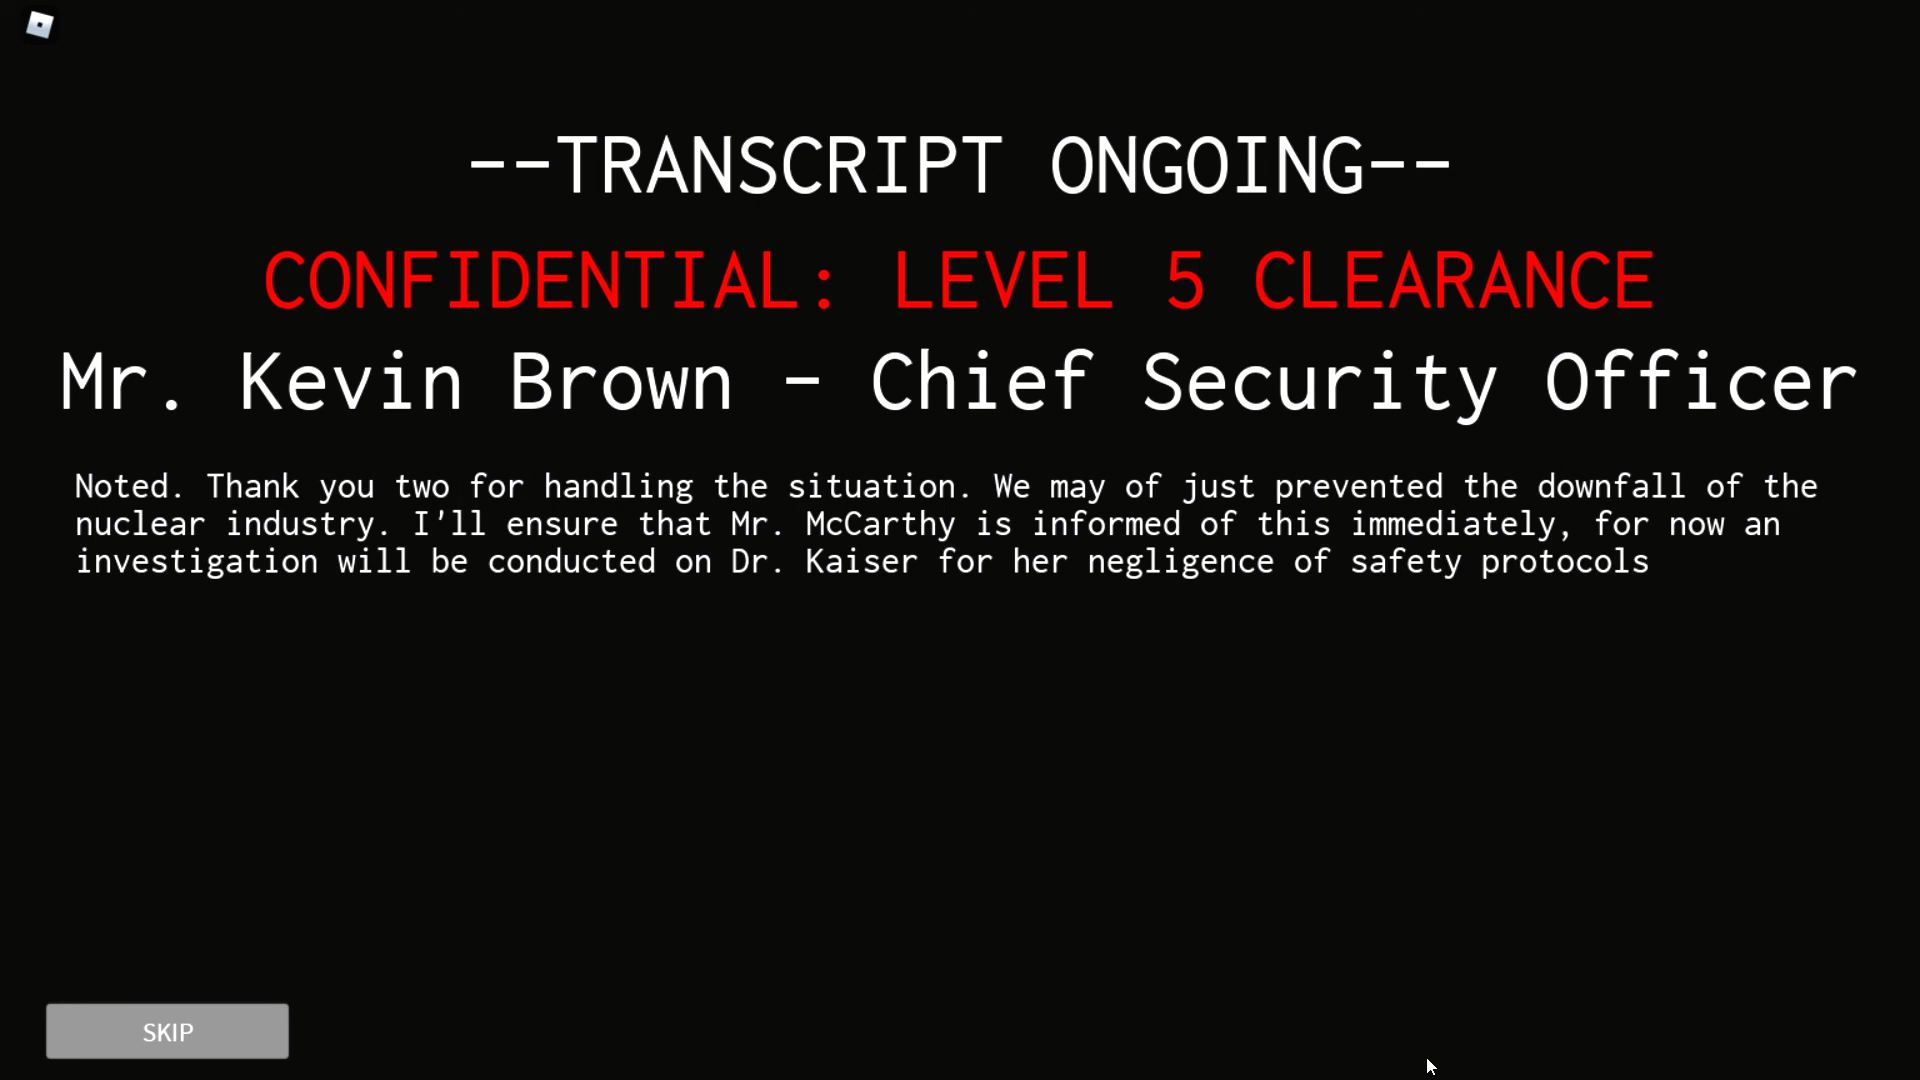 --TRANSCRIPT ONGOING--
CONFIDENTIAL: LEVEL 5 CLEARANCE
Mr. Kevin Brown - Chief Security Officer
Noted. Thank you two for handling the situation. We may of just prevented the downfall of the
nuclear industry. I'll ensure that Mr. McCarthy is informed of this immediately, for now an
investigation will be conducted on Dr. Kaiser for her negligence of safety protocols
SKIP